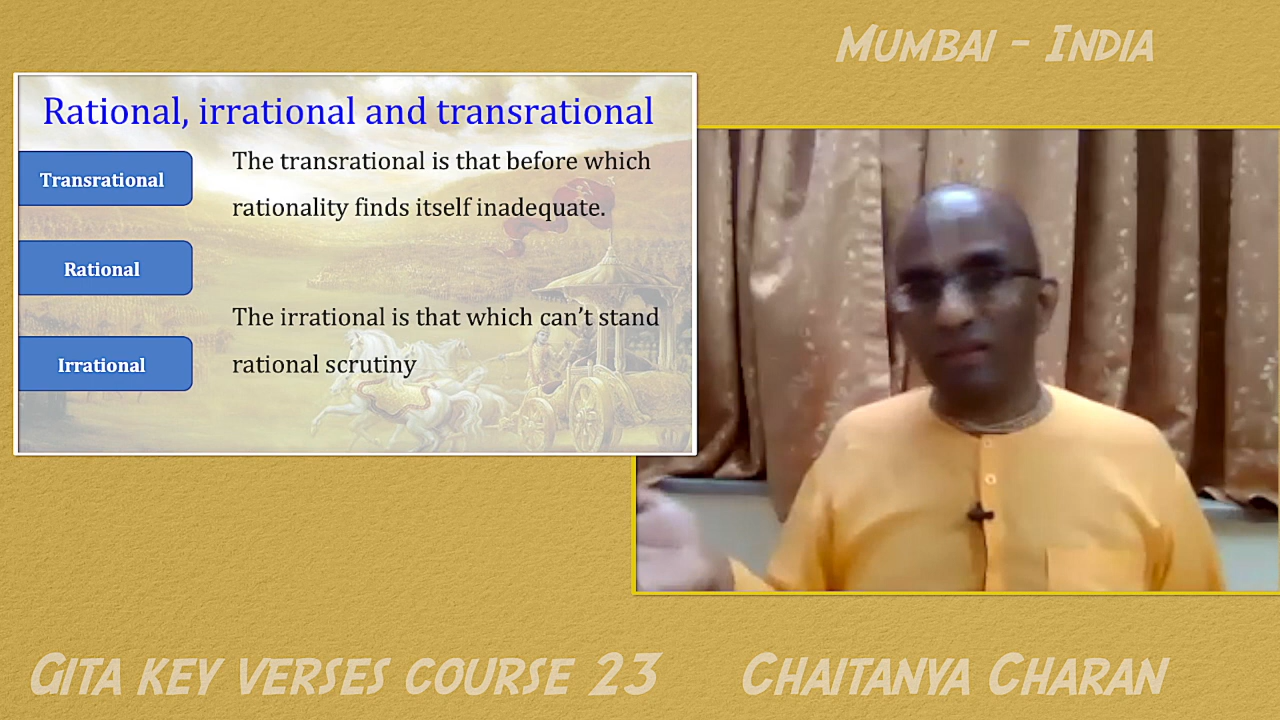 Mumbai - India
Rational, irrational and transrational
Transrational
The transrational is that before which
rationality finds itself inadequate.
Rational
Irrational
The irrational is that which can’t stand
rational scrutiny
Gita key verses course 23
Chaitanya Charan